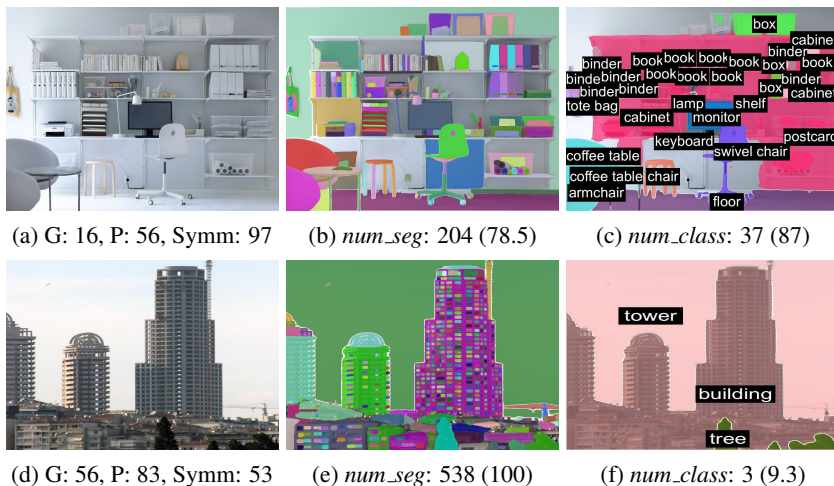 box
cabinet
binder
binder book book book book book box book
binder binder book book book binder
binder binder box cabinet
tote bag lamp shelf
cabinet monitor
keyboard postcard
swivel chair
coffee table
coffee table chair
armchair
floor
(a) G: 16, P: 56, Symm: 97 (b) num_seg: 204 (78.5) (c) num_class: 37 (87)
tower
building
tree
(d) G: 56, P: 83, Symm: 53 (e) num_seg: 538 (100) (f) num_class: 3 (9.3)